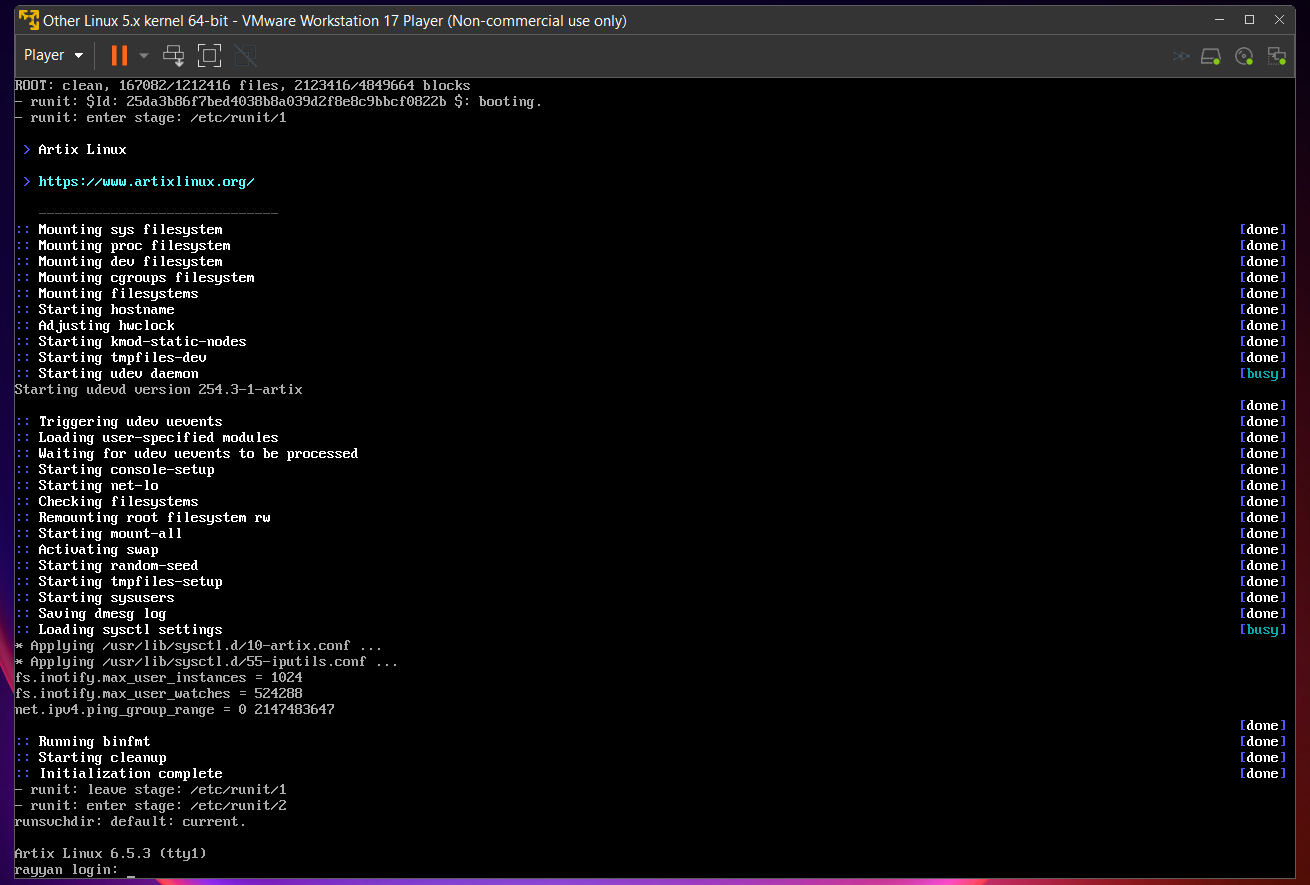 Other Linux 5.x kernel 64-bit - VMware Workstation 17 Player (Non-commercial use only)
Player
ROOT: clean, 167082/1212416 files, 2123416/4849664 blocks
- runit: $Id: 25da3b86f7bed4038b8a039d2f8e8c9bbcf0822b $: booting.
- runit: enter stage: /etc/runit/1
> Artix Linux
> https://www.artixlinux.org/
------------------------------
:: Mounting sys filesystem [done]
:: Mounting proc filesystem [done]
:: Mounting dev filesystem [done]
:: Mounting cgroups filesystem [done]
:: Mounting filesystems [done]
:: Starting hostname [done]
:: Adjusting hwclock [done]
:: Starting kmod-static-nodes [done]
:: Starting tmpfiles-dev [done]
:: Starting udev daemon [busy]
Starting udevd version 254.3-1-artix
[done]
:: Triggering udev uevents [done]
:: Loading user-specified modules [done]
:: Waiting for udev uevents to be processed [done]
:: Starting console-setup [done]
:: Starting net-lo [done]
:: Checking filesystems [done]
:: Remounting root filesystem rw [done]
:: Starting mount-all [done]
:: Activating swap [done]
:: Starting random-seed [done]
:: Starting tmpfiles-setup [done]
:: Starting sysusers [done]
:: Saving dmesg log [done]
:: Loading sysctl settings [busy]
* Applying /usr/lib/sysctl.d/10-artix.conf ...
* Applying /usr/lib/sysctl.d/55-iputils.conf ...
fs.inotify.max_user_instances = 1024
fs.inotify.max_user_watches = 524288
net.ipv4.ping_group_range = 0 2147483647
[done]
:: Running binfmt [done]
:: Starting cleanup [done]
:: Initialization complete [done]
- runit: leave stage: /etc/runit/1
- runit: enter stage: /etc/runit/2
runsvchdir: default: current.
Artix Linux 6.5.3 (tty1)
rayyan login: _